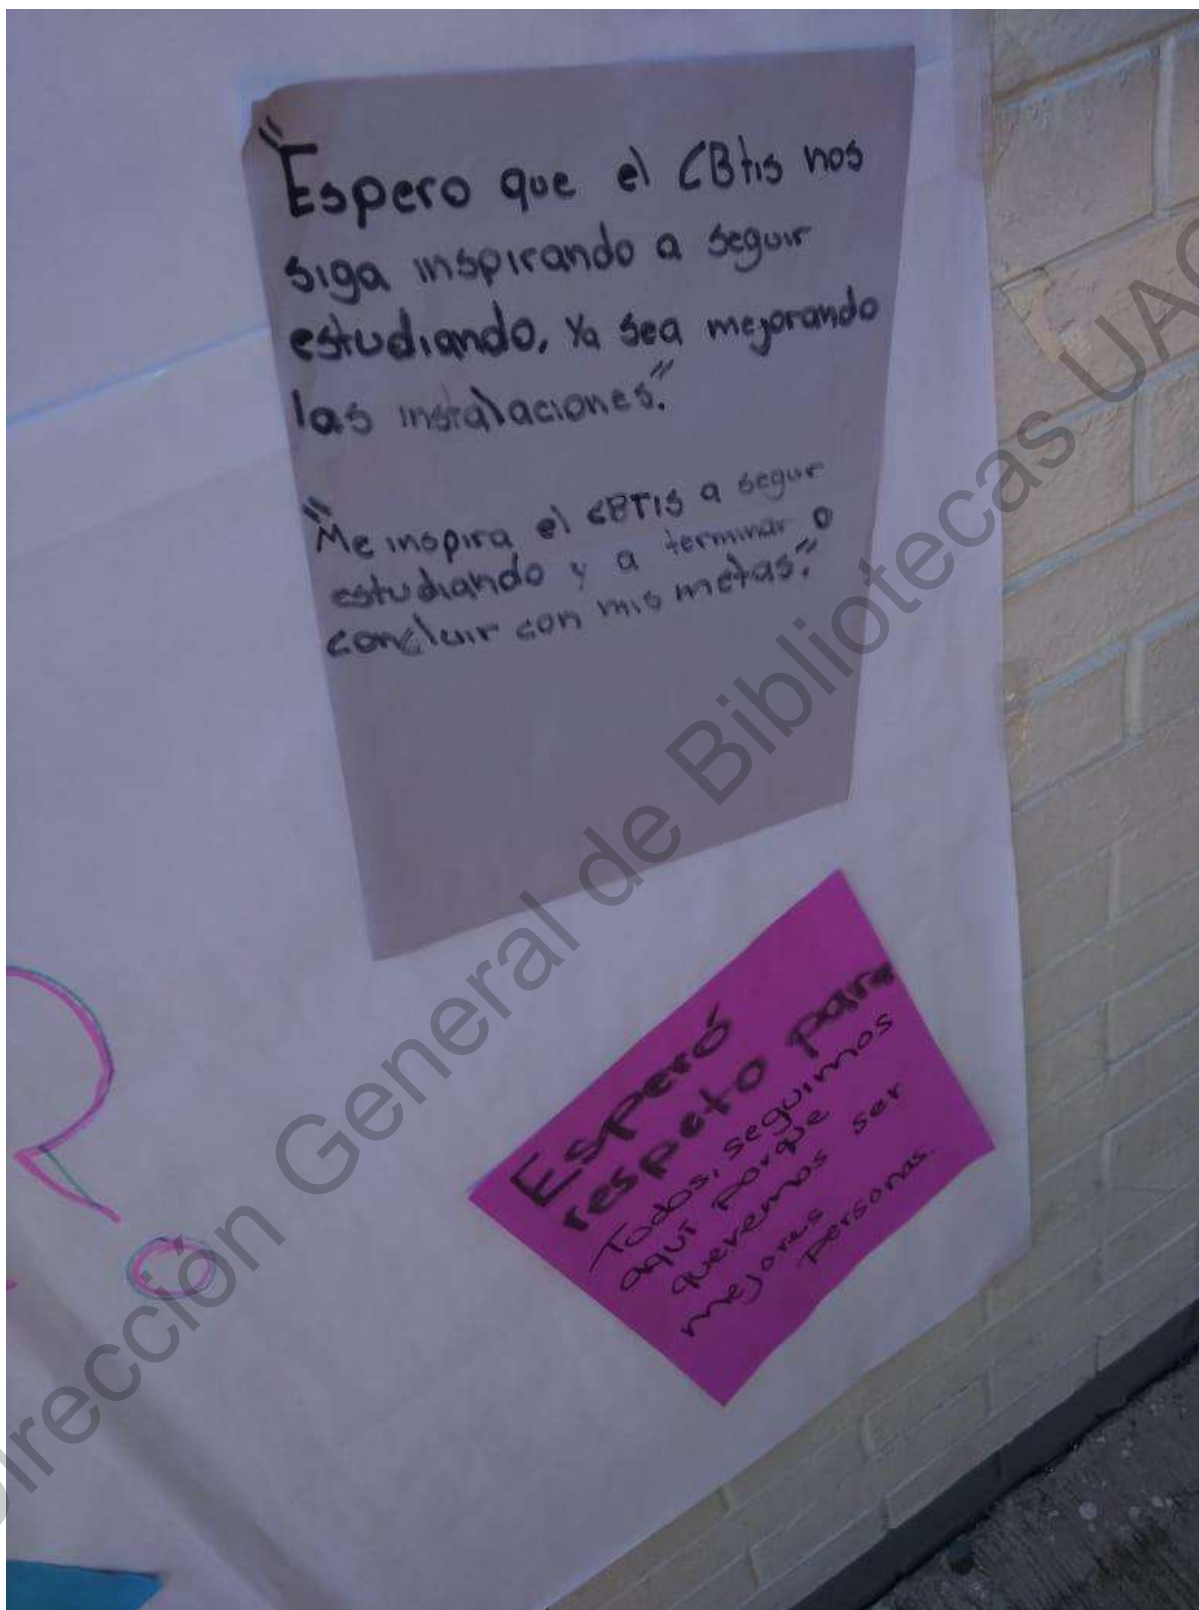 "Espero que el CBtis nos
siga inspirando a seguir
estudiando. Ya sea mejorando
las instalaciones."
"Me inspira el CBTIS a seguir
estudiando y a terminar o
concluir con mis metas."
Esperó
respeto para
Todos, seguimos
aquí porque
queremos ser
mejores
personas.
?
Dirección General de Bibliotecas UAQ